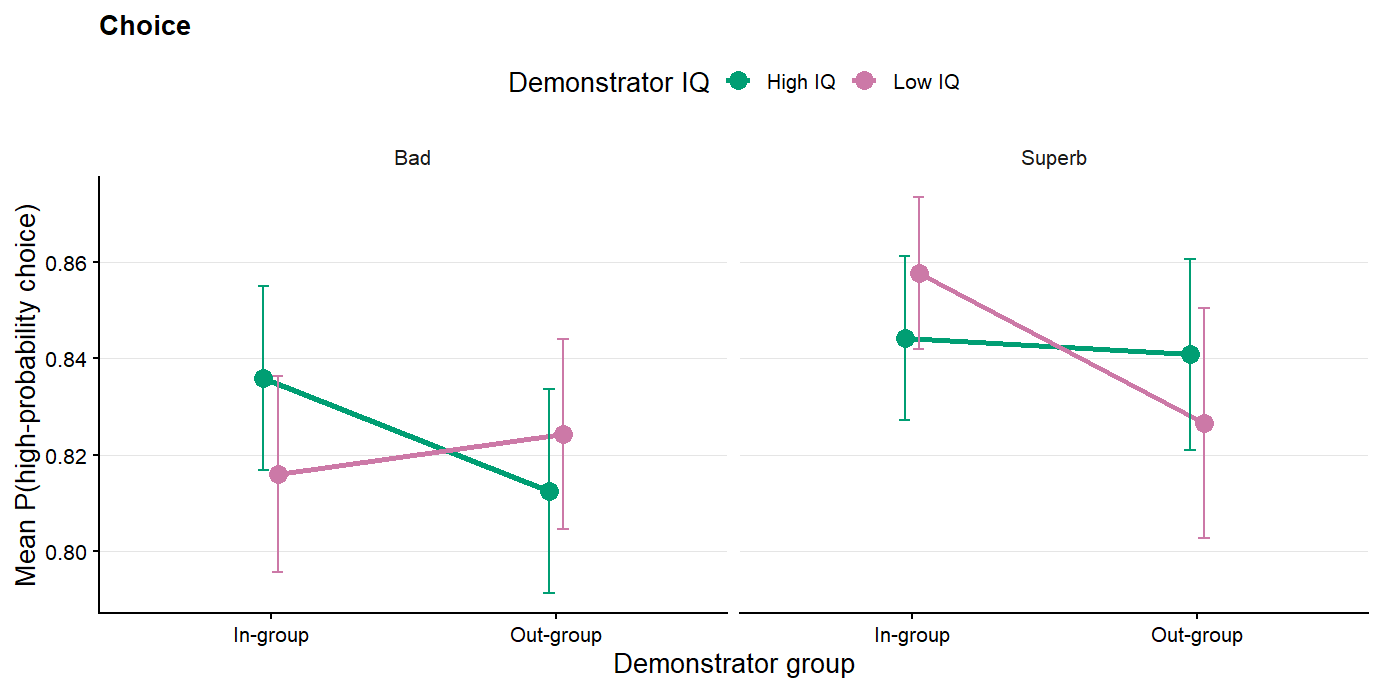 Choice
Demonstrator IQ High IQ Low IQ
Bad Superb
Mean P(high-probability choice)
0.86
0.84
0.82
0.80
In-group Out-group In-group Out-group
Demonstrator group